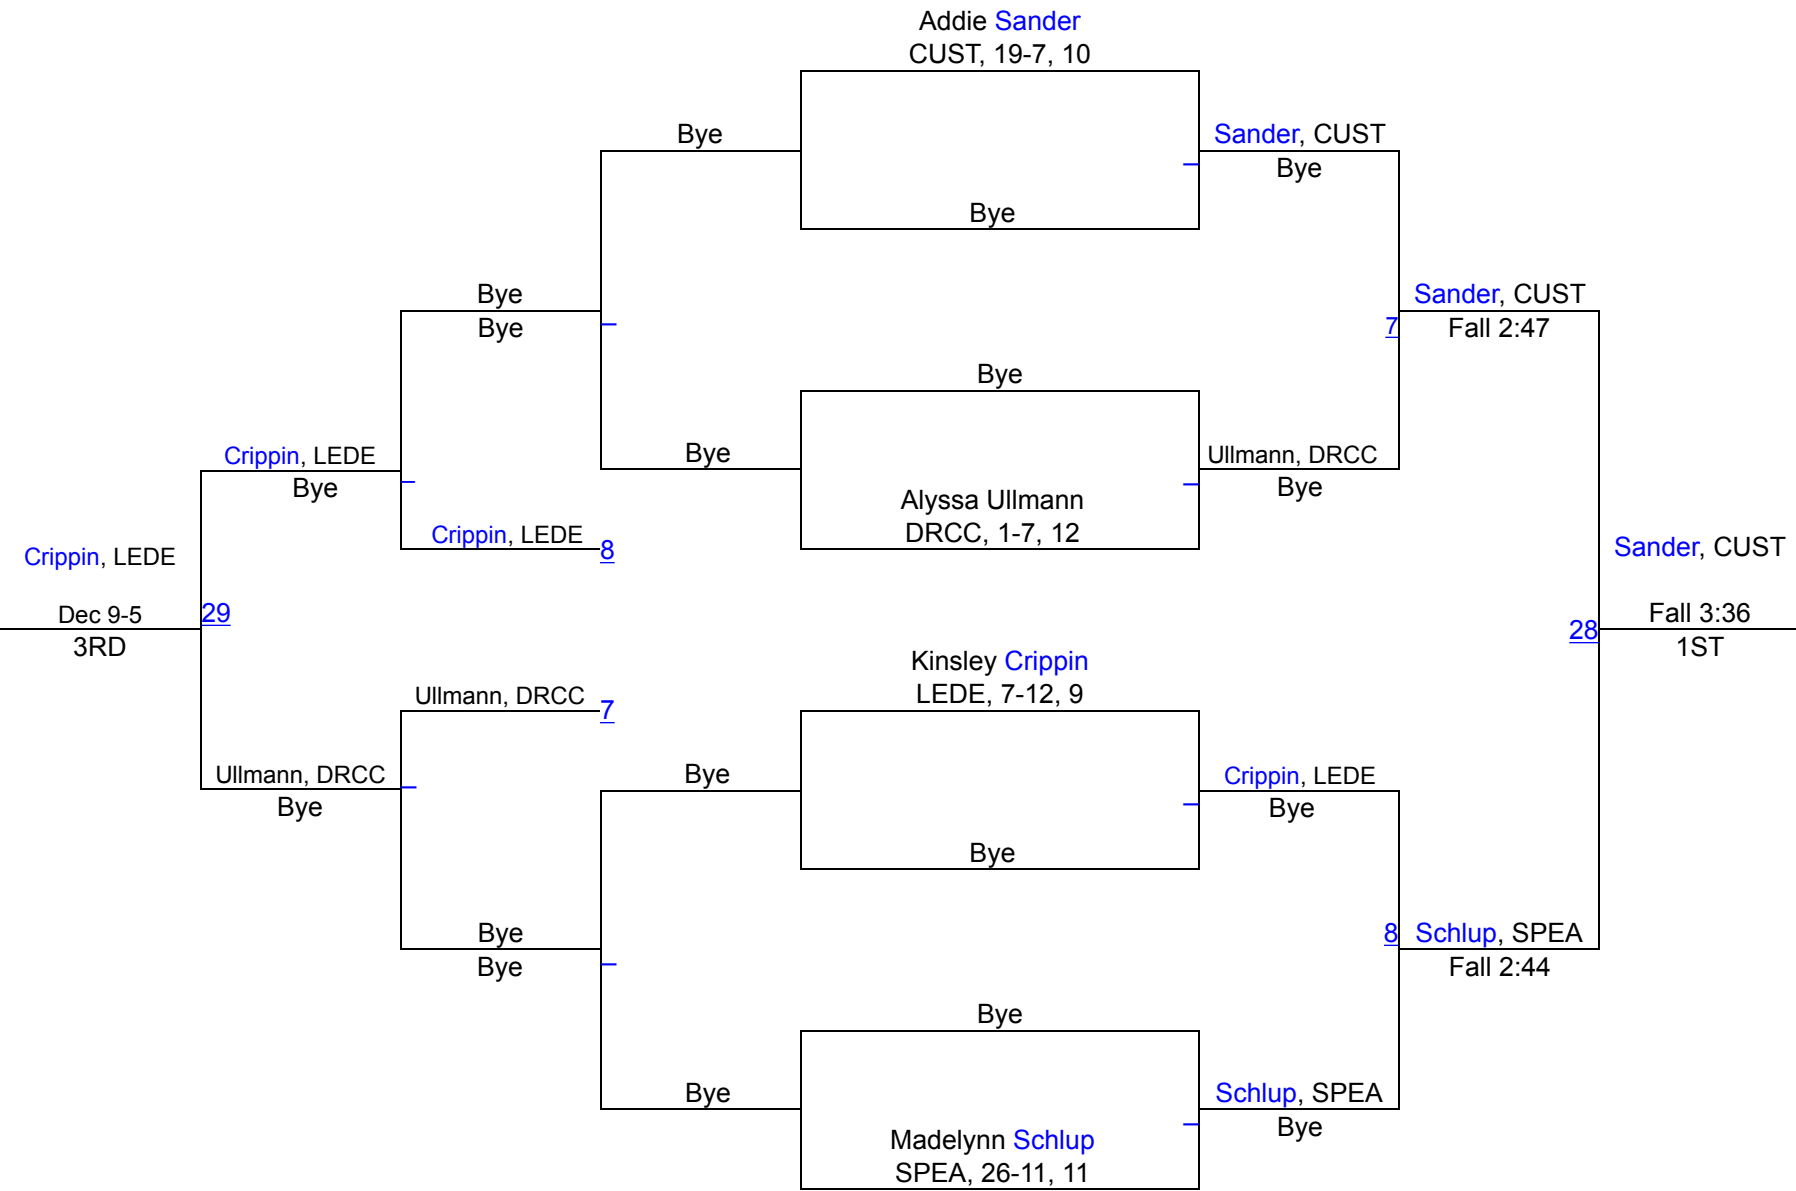 Addie Sander
CUST, 19-7, 10
Bye
Sander, CUST
Bye
Bye
Bye
Bye
Sander, CUST
7
Fall 2:47
Bye
Crippin, LEDE
Bye
Bye
Ullmann, DRCC
Bye
Alyssa Ullmann
DRCC, 1-7, 12
Crippin, LEDE
8
Crippin, LEDE
Dec 9-5
3RD
29
Sander, CUST
Fall 3:36
28
1ST
Kinsley Crippin
LEDE, 7-12, 9
Ullmann, DRCC
7
Ullmann, DRCC
Bye
Bye
Crippin, LEDE
Bye
Bye
Bye
Bye
8
Schlup, SPEA
Fall 2:44
Bye
Bye
Schlup, SPEA
Bye
Madelynn Schlup
SPEA, 26-11, 11